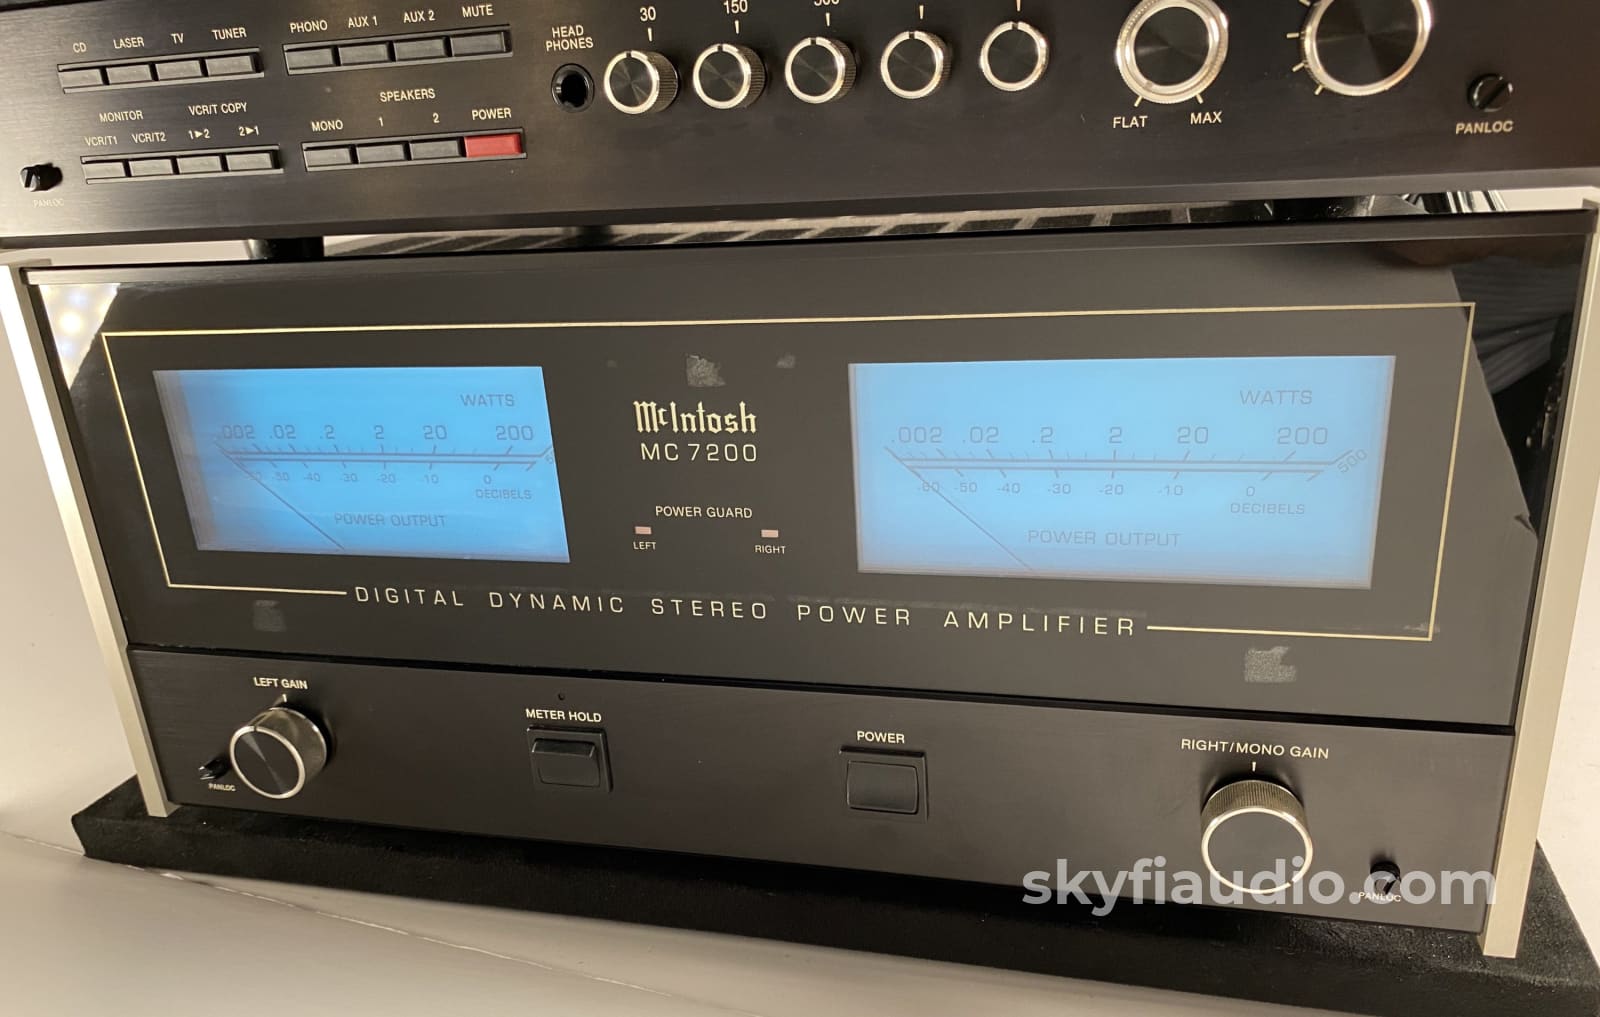 CD LASER TV TUNER PHONO AUX 1 AUX 2 MUTE
MONITOR VCR/T COPY SPEAKERS
VCR/T1 VCR/T2 1►2 2►1 MONO 1 2 POWER
HEAD
PHONES
30 150
FLAT MAX
PANLOC
PANLOC
WATTS
.002 .02 .2 2 20 200
-50 -40 -30 -20 -10 0
DECIBELS
POWER OUTPUT
McIntosh
MC 7200
POWER GUARD
LEFT RIGHT
WATTS
.002 .02 .2 2 20 200 500
-60 -50 -40 -30 -20 -10 0
DECIBELS
POWER OUTPUT
DIGITAL DYNAMIC STEREO POWER AMPLIFIER
LEFT GAIN
PANLOC
METER HOLD
POWER
RIGHT/MONO GAIN
PANLOC
skyfiaudio.com